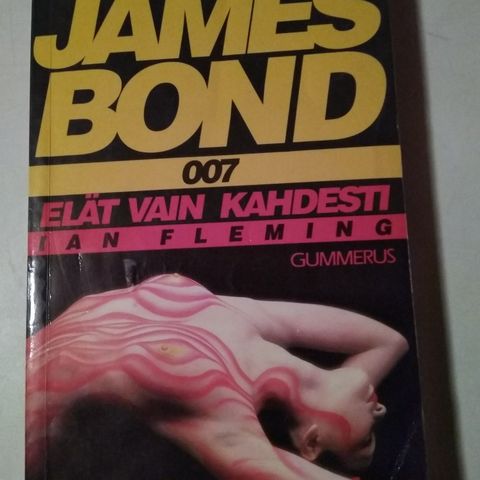 JAMES
BOND
007
ELÄT VAIN KAHDESTI
IAN FLEMING
GUMMERUS